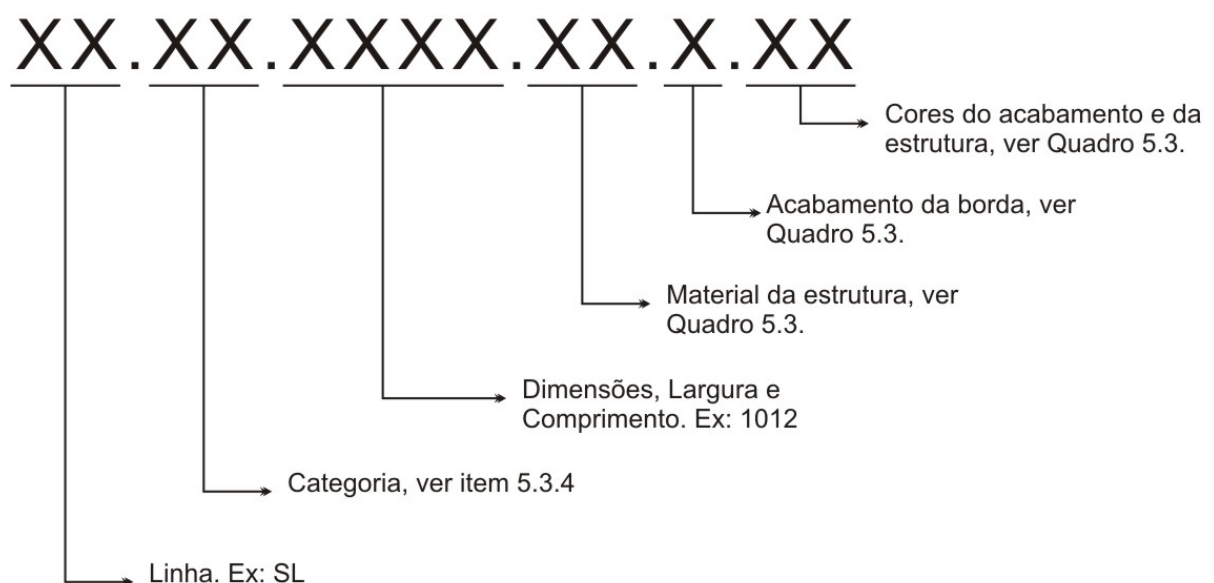 XX.XX.XXXX.XX.X.XX
Cores do acabamento e da
estrutura, ver Quadro 5.3.
Acabamento da borda, ver
Quadro 5.3.
Material da estrutura, ver
Quadro 5.3.
Dimensões, Largura e
Comprimento. Ex: 1012
Categoria, ver item 5.3.4
Linha. Ex: SL